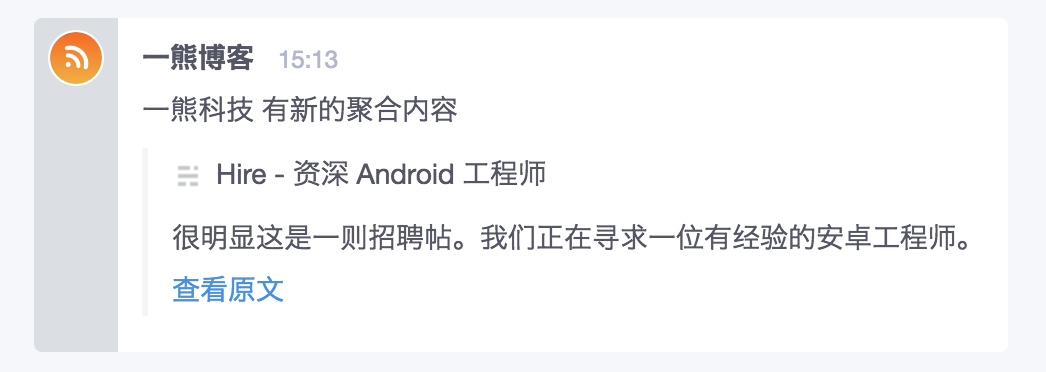 一熊博客 15:13
一熊科技 有新的聚合内容
Hire - 资深 Android 工程师
很明显这是一则招聘帖。我们正在寻求一位有经验的安卓工程师。
查看原文